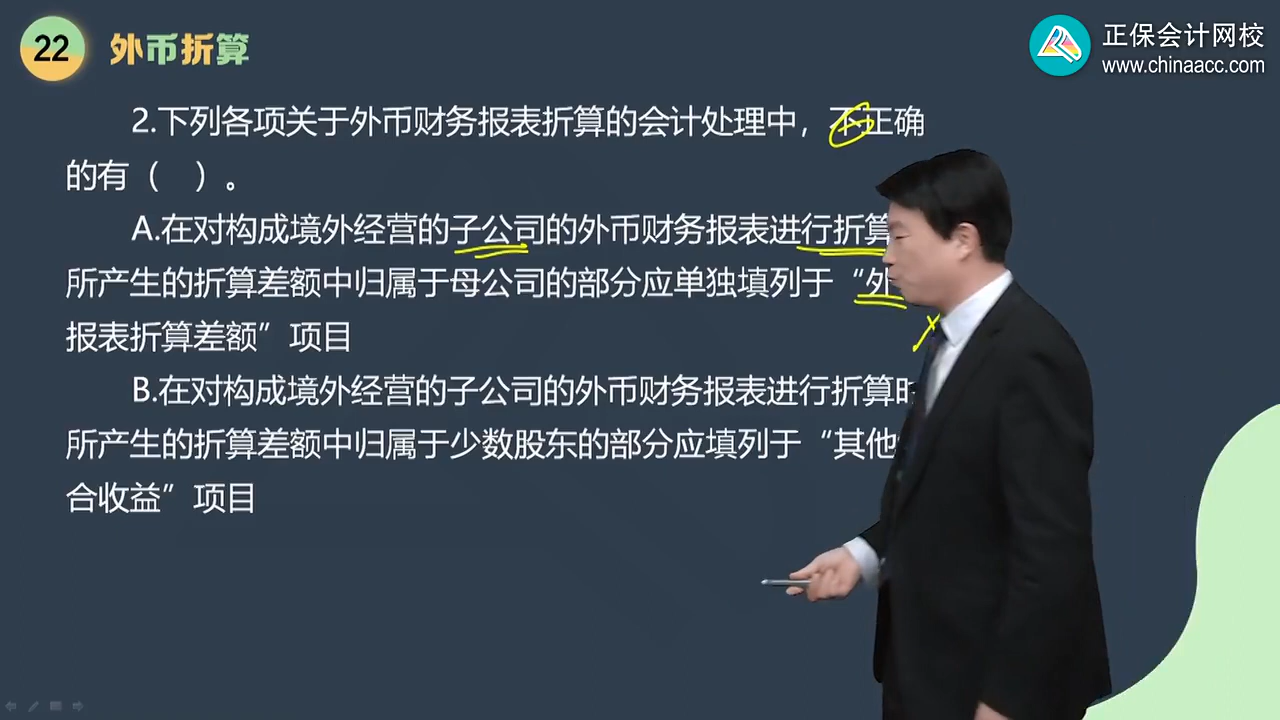 22 外币折算
正保会计网校
www.chinaacc.com
2.下列各项关于外币财务报表折算的会计处理中，不正确
的有（ ）。
A.在对构成境外经营的子公司的外币财务报表进行折算
所产生的折算差额中归属于母公司的部分应单独填列于“外
报表折算差额”项目
B.在对构成境外经营的子公司的外币财务报表进行折算时
所产生的折算差额中归属于少数股东的部分应填列于“其他
合收益”项目